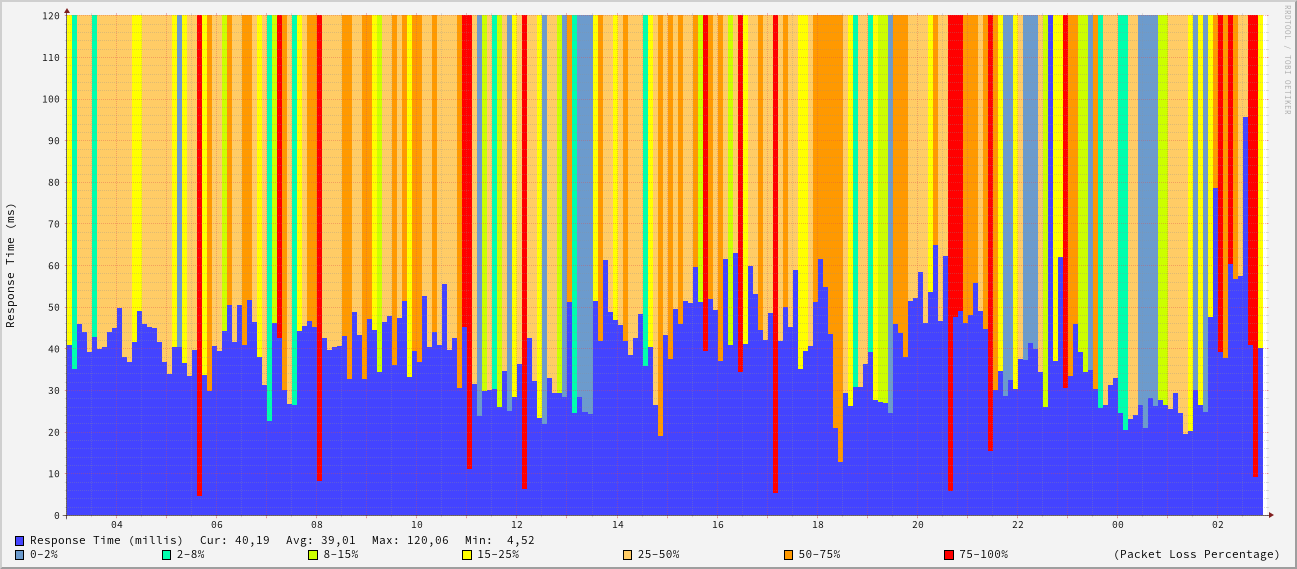 RRDTOOL / TOBI OETIKER
Response Time (ms)
120
110
100
90
80
70
60
50
40
30
20
10
0
04 06 08 10 12 14 16 18 20 22 00 02
Response Time (millis) Cur: 40,19 Avg: 39,01 Max: 120,06 Min: 4,52
0-2% 2-8% 8-15% 15-25% 25-50% 50-75% 75-100% (Packet Loss Percentage)